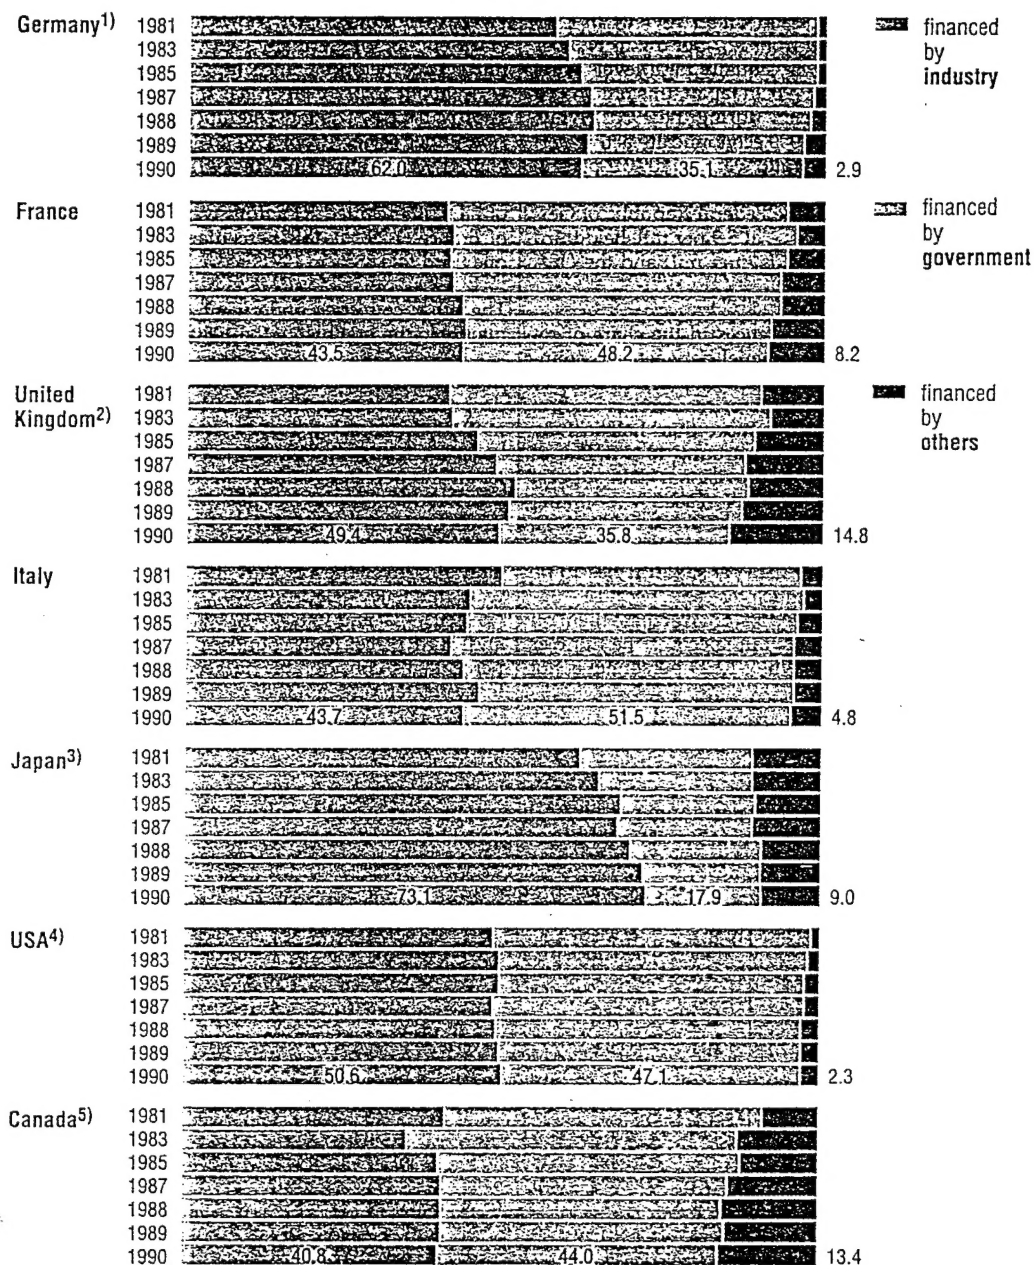 Germany1) 1981
1983
1985
1987
1988
1989
1990 62.0 35.1 2.9
France 1981
1983
1985
1987
1988
1989
1990 43.5 48.2 8.2
United 1981
Kingdom2) 1983
1985
1987
1988
1989
1990 49.4 35.8 14.8
Italy 1981
1983
1985
1987
1988
1989
1990 43.7 51.5 4.8
Japan3) 1981
1983
1985
1987
1988
1989
1990 73.1 17.9 9.0
USA4) 1981
1983
1985
1987
1988
1989
1990 50.6 47.1 2.3
Canada5) 1981
1983
1985
1987
1988
1989
1990 40.8 44.0 13.4
financed
by
industry
financed
by
government
financed
by
others